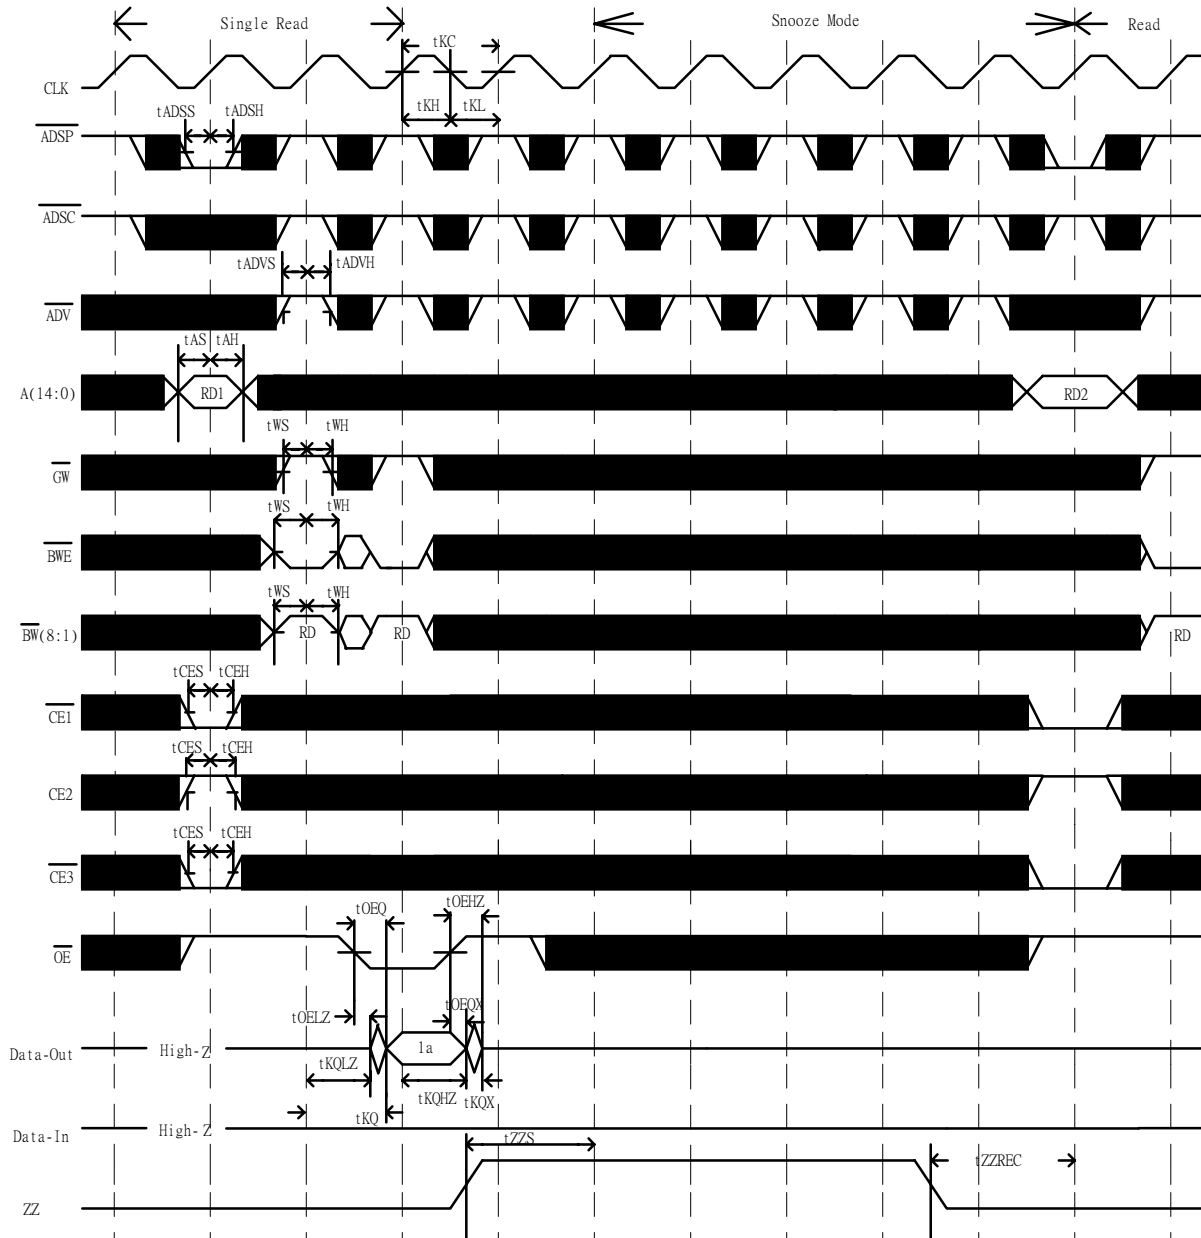 Single Read Snooze Mode Read
tKC
CLK
tADSS tADSH tKH tKL
ADSP
ADSC
tADVS tADVH
ADV
tAS tAH
A(14:0) RD1 RD2
tWS tWH
GW
tWS tWH
BWE
tWS tWH
BW(8:1) RD RD RD
tCES tCEH
CE1
tCES tCEH
CE2
tCES tCEH
CE3
tOEQ tOEHZ
OE
tOELZ tOEQX
Data-Out High-Z 1a
tKQLZ tKQHZ tKQX
tKQ
Data-In High-Z
tZZS
tZZREC
ZZ